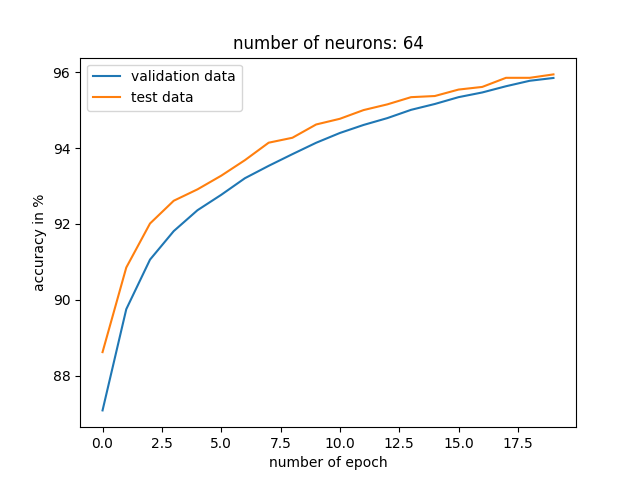 number of neurons: 64
validation data
test data
96
94
92
90
88
accuracy in %
0.0 2.5 5.0 7.5 10.0 12.5 15.0 17.5
number of epoch